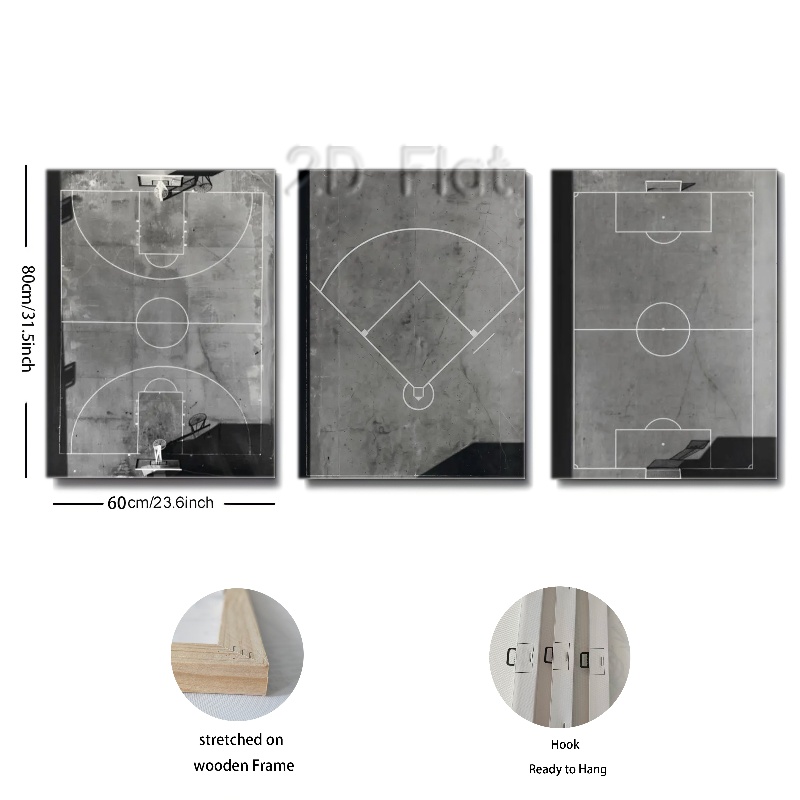 2D Flat
80cm/31.5inch
60cm/23.6inch
stretched on
wooden Frame
Hook
Ready to Hang